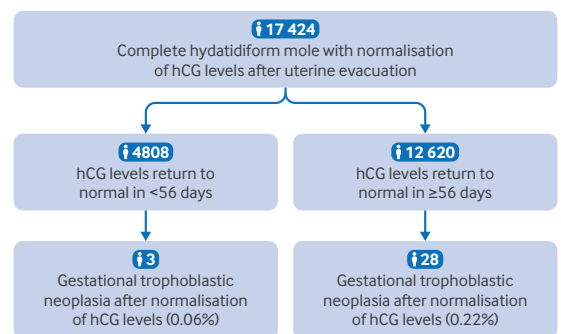 17 424
Complete hydatidiform mole with normalisation
of hCG levels after uterine evacuation
4808
hCG levels return to
normal in <56 days
12 620
hCG levels return to
normal in ≥56 days
3
Gestational trophoblastic
neoplasia after normalisation
of hCG levels (0.06%)
28
Gestational trophoblastic
neoplasia after normalisation
of hCG levels (0.22%)